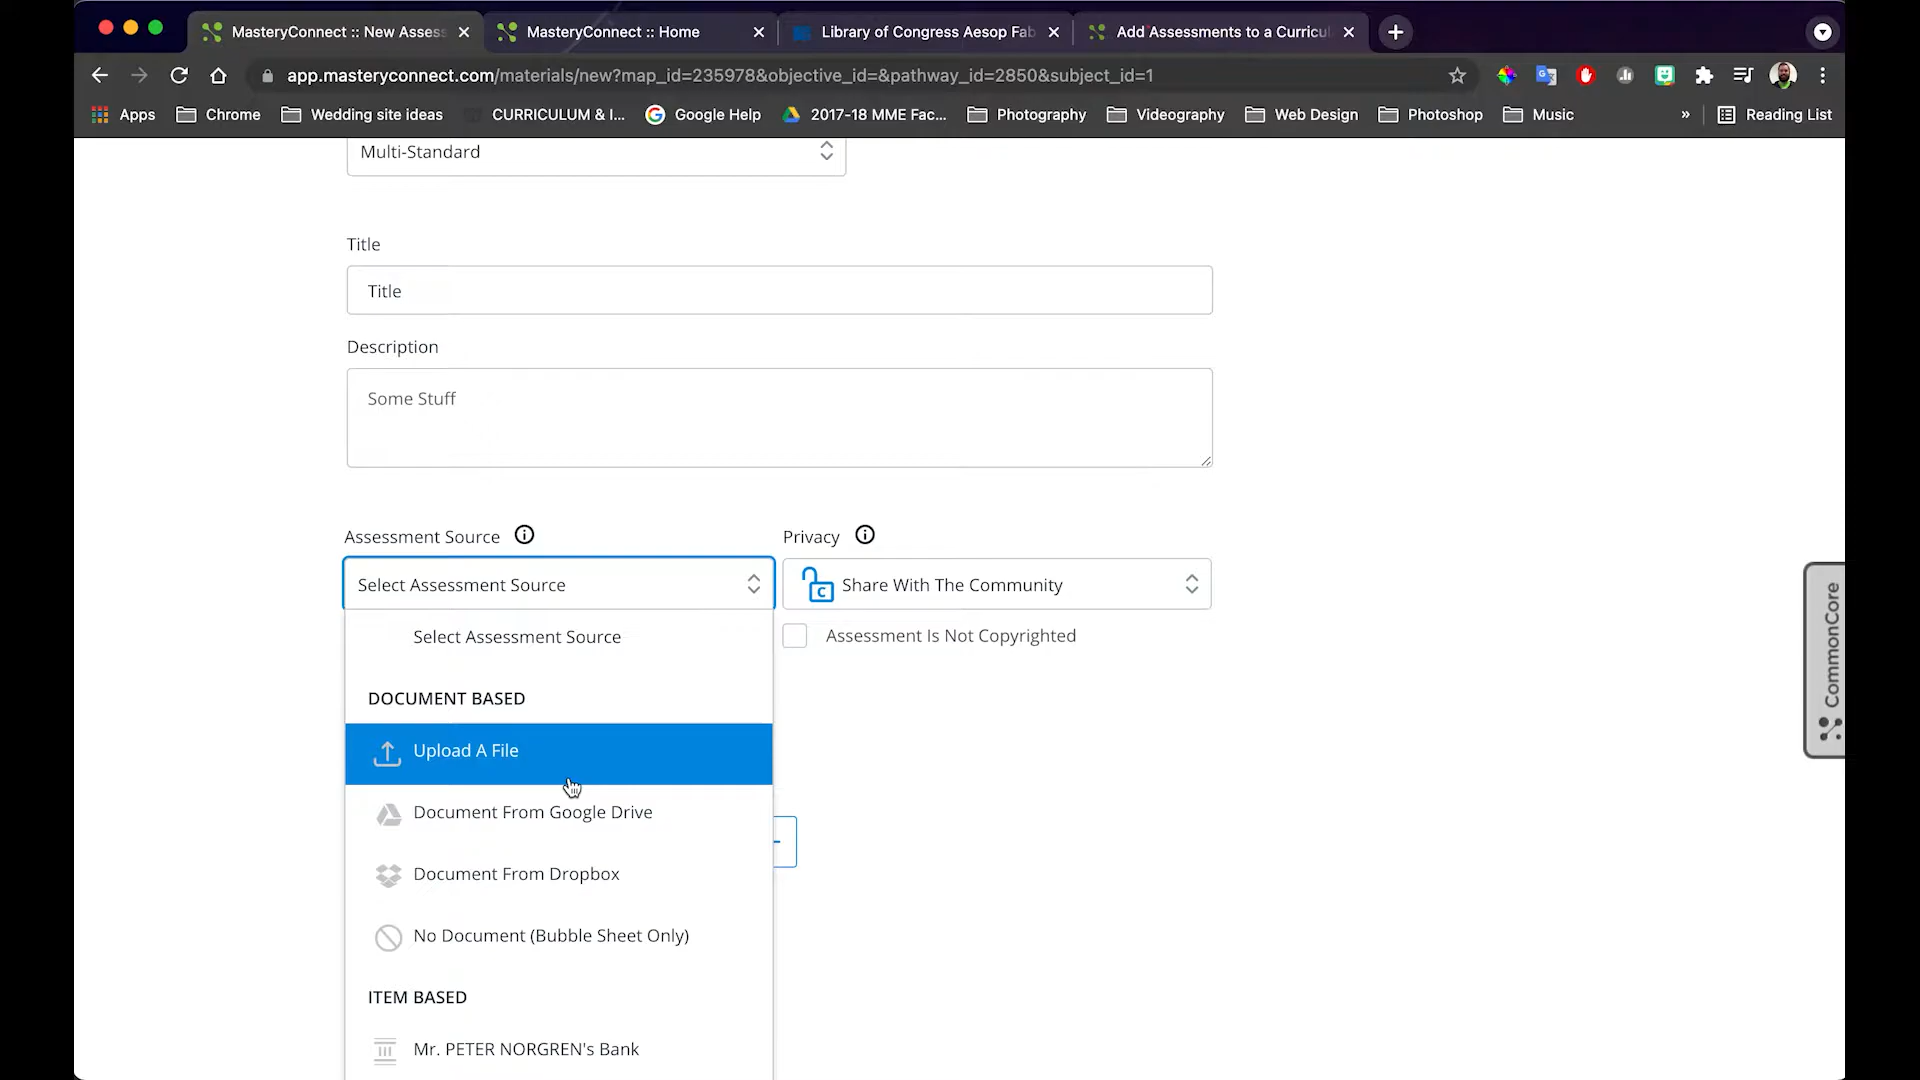 MasteryConnect :: New Assess
MasteryConnect :: Home
Library of Congress Aesop Fab
Add Assessments to a Curricul
app.masteryconnect.com/materials/new?map_id=235978&objective_id=&pathway_id=2850&subject_id=1
Apps
Chrome
Wedding site ideas
CURRICULUM & I...
Google Help
2017-18 MME Fac...
Photography
Videography
Web Design
Photoshop
Music
»
Reading List
Multi-Standard
Title
Title
Description
Some Stuff
Assessment Source
Privacy
Select Assessment Source
Share With The Community
Select Assessment Source
Assessment Is Not Copyrighted
DOCUMENT BASED
Upload A File
Document From Google Drive
Document From Dropbox
No Document (Bubble Sheet Only)
ITEM BASED
Mr. PETER NORGREN's Bank
CommonCore